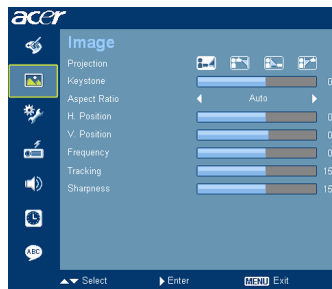 acer
Image
Projection
Keystone 0
Aspect Ratio Auto
H. Position 0
V. Position 0
Frequency 0
Tracking 15
Sharpness 15
ABC
Select Enter MENU Exit